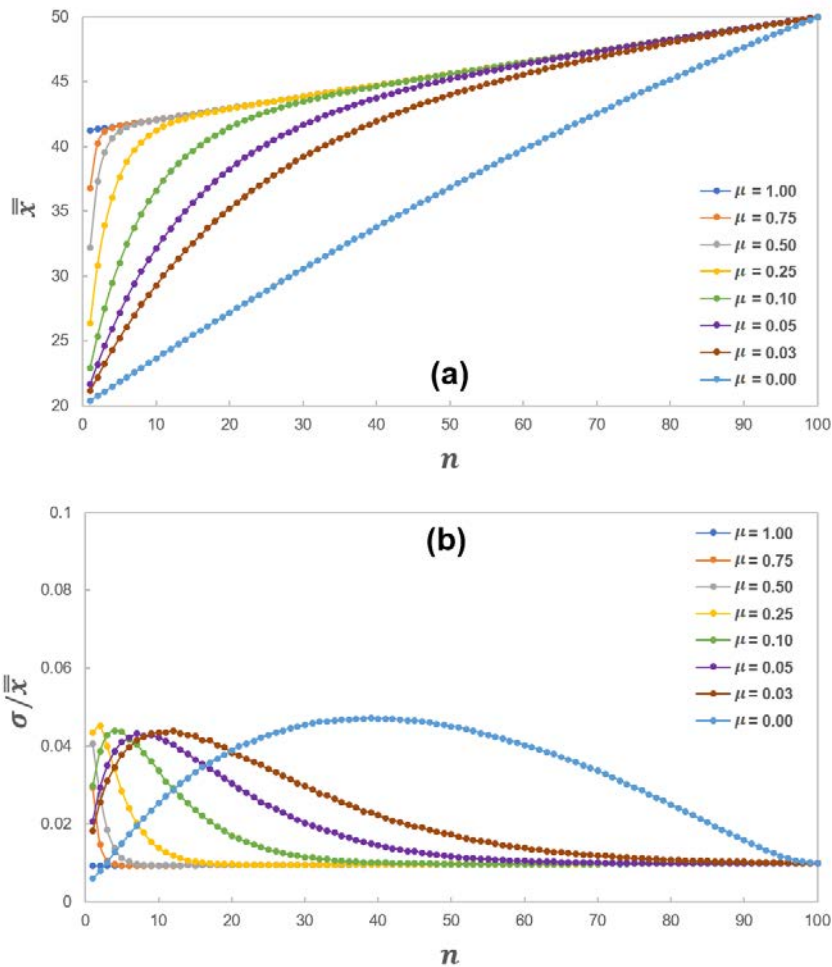 50
45
40
35
30
25
20
x̿
μ = 1.00
μ = 0.75
μ = 0.50
μ = 0.25
μ = 0.10
μ = 0.05
μ = 0.03
μ = 0.00
(a)
0 10 20 30 40 50 60 70 80 90 100
n
0.1
0.08
0.06
0.04
0.02
0
σ/x̿
(b)
μ = 1.00
μ = 0.75
μ = 0.50
μ = 0.25
μ = 0.10
μ = 0.05
μ = 0.03
μ = 0.00
0 10 20 30 40 50 60 70 80 90 100
n